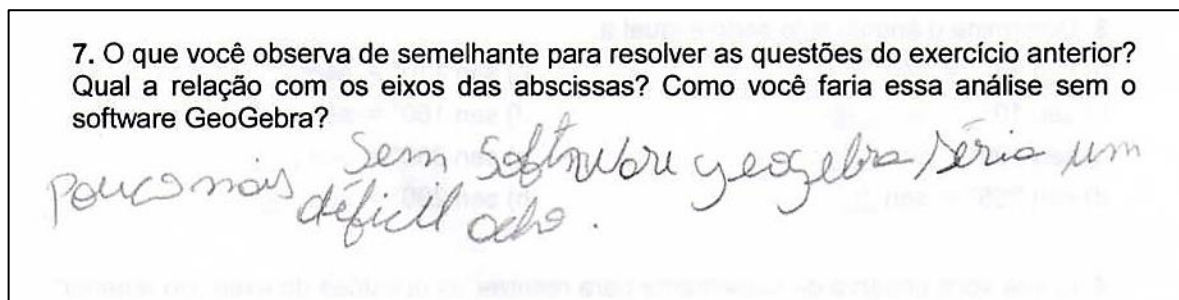 7. O que você observa de semelhante para resolver as questões do exercício anterior?
Qual a relação com os eixos das abscissas? Como você faria essa análise sem o
software GeoGebra?
Sem software geogebra séria um
pouco mais dificil acho.